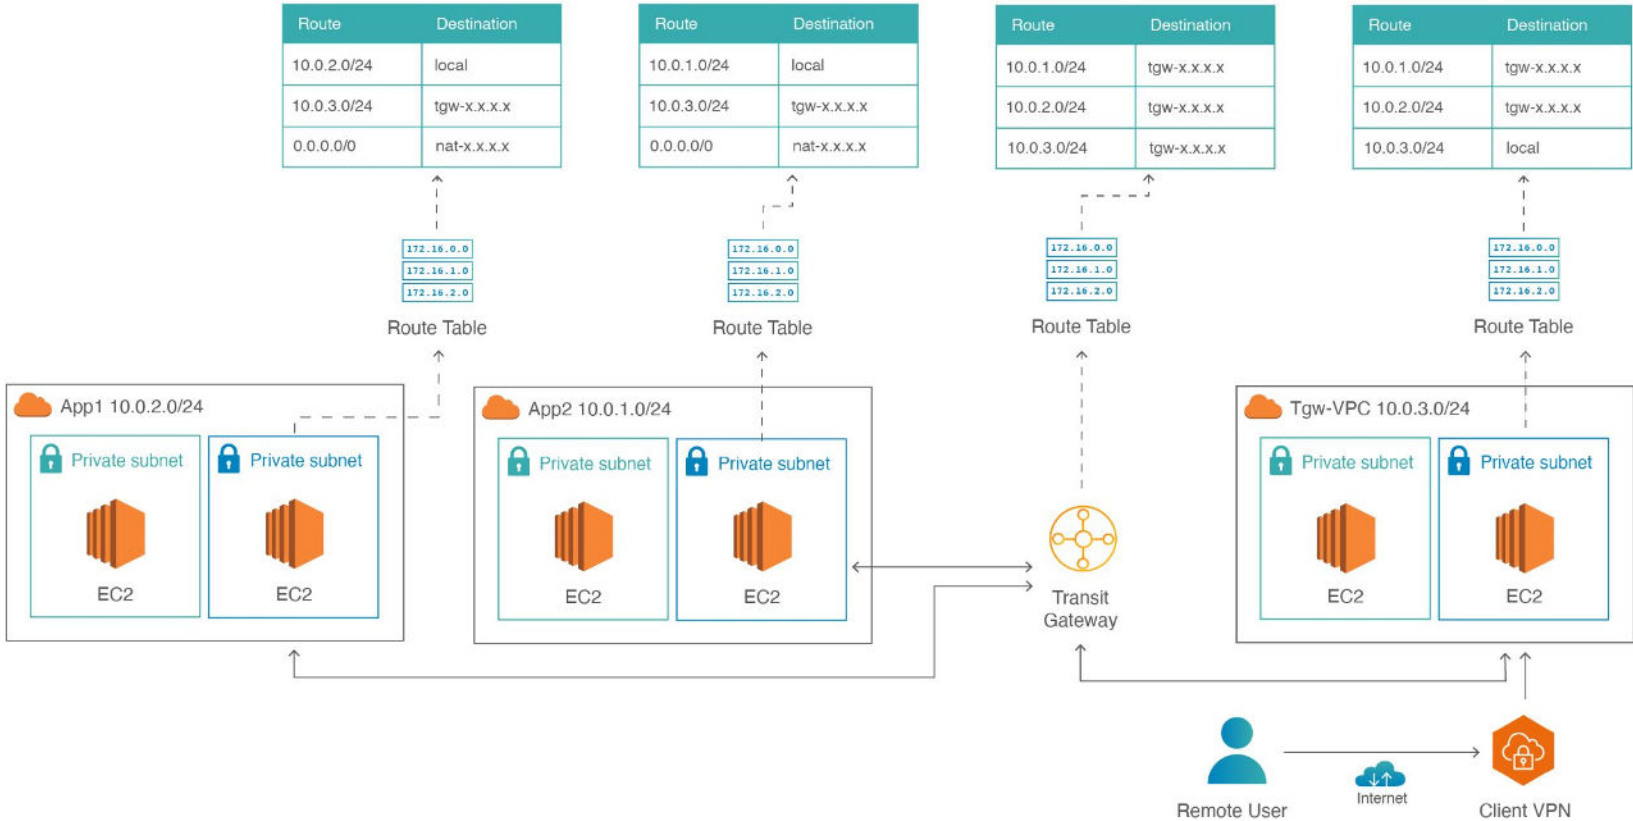 Route Destination
10.0.2.0/24 local
10.0.3.0/24 tgw-x.x.x.x
0.0.0.0/0 nat-x.x.x.x
Route Destination
10.0.1.0/24 local
10.0.3.0/24 tgw-x.x.x.x
0.0.0.0/0 nat-x.x.x.x
Route Destination
10.0.1.0/24 tgw-x.x.x.x
10.0.2.0/24 tgw-x.x.x.x
10.0.3.0/24 tgw-x.x.x.x
Route Destination
10.0.1.0/24 tgw-x.x.x.x
10.0.2.0/24 tgw-x.x.x.x
10.0.3.0/24 local
172.16.0.0
172.16.1.0
172.16.2.0
Route Table
172.16.0.0
172.16.1.0
172.16.2.0
Route Table
172.16.0.0
172.16.1.0
172.16.2.0
Route Table
172.16.0.0
172.16.1.0
172.16.2.0
Route Table
App1 10.0.2.0/24
Private subnet
EC2
Private subnet
EC2
App2 10.0.1.0/24
Private subnet
EC2
Private subnet
EC2
Transit
Gateway
Tgw-VPC 10.0.3.0/24
Private subnet
EC2
Private subnet
EC2
Remote User
Internet
Client VPN